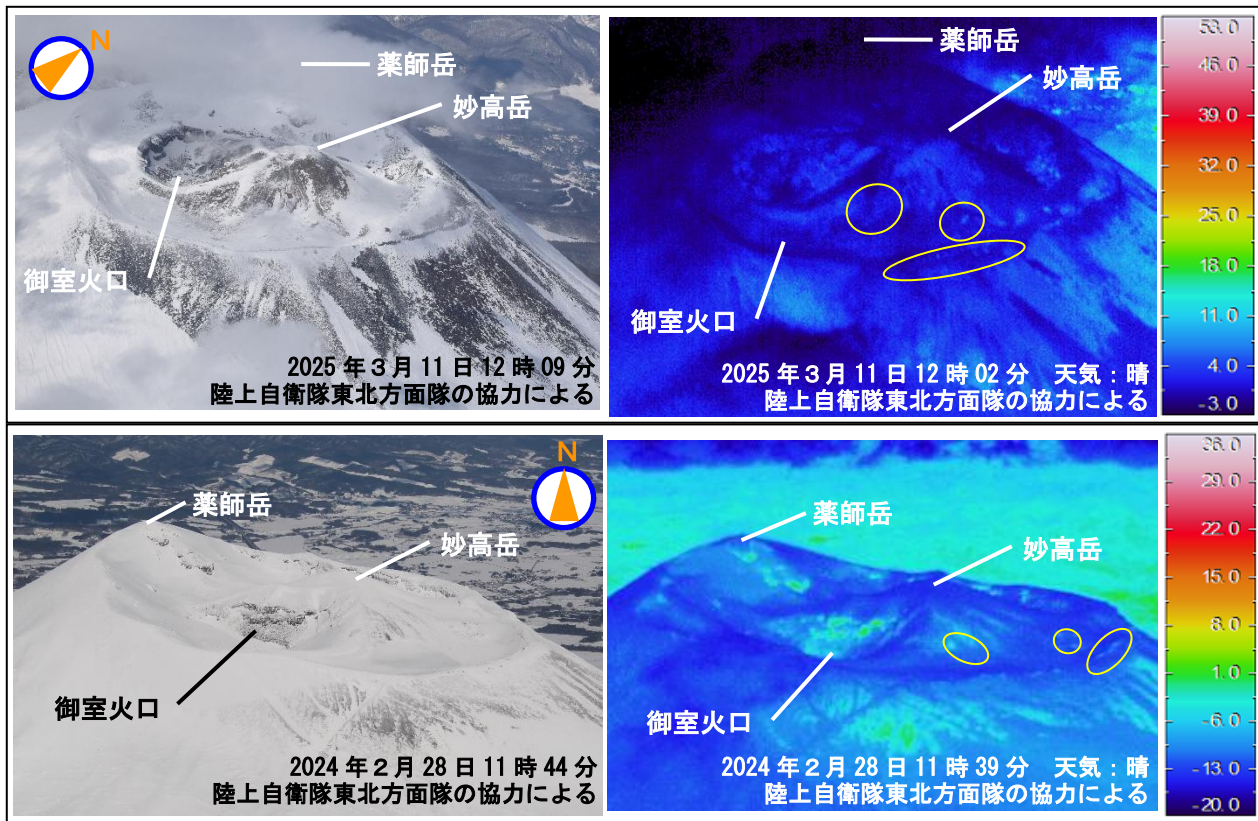 N
薬師岳
妙高岳
御室火口
2025年3月11日12時09分
陸上自衛隊東北方面隊の協力による
薬師岳
妙高岳
御室火口
2025年3月11日12時02分 天気：晴
陸上自衛隊東北方面隊の協力による
53.0
46.0
39.0
32.0
25.0
18.0
11.0
4.0
-3.0
N
薬師岳
妙高岳
御室火口
2024年2月28日11時44分
陸上自衛隊東北方面隊の協力による
薬師岳
妙高岳
御室火口
2024年2月28日11時39分 天気：晴
陸上自衛隊東北方面隊の協力による
36.0
29.0
22.0
15.0
8.0
1.0
-6.0
-13.0
-20.0